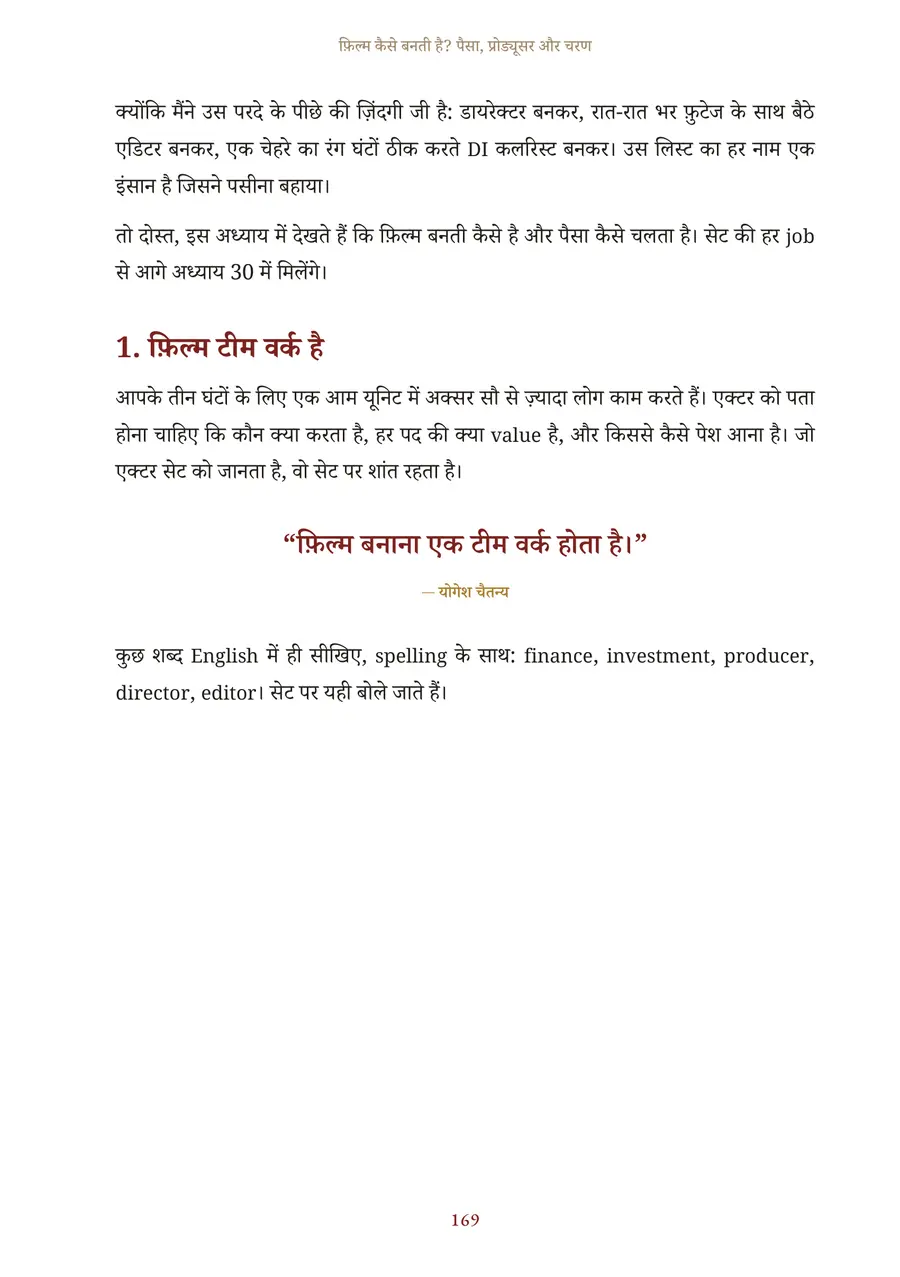 फ़िल्म कैसे बनती है? पैसा, प्रोड्यूसर और चरण
क्योंकि मैंने उस परदे के पीछे की ज़िंदगी जी है: डायरेक्टर बनकर, रात-रात भर फ़ुटेज के साथ बैठे
एडिटर बनकर, एक चेहरे का रंग घंटों ठीक करते DI कलरिस्ट बनकर। उस लिस्ट का हर नाम एक
इंसान है जिसने पसीना बहाया।
तो दोस्त, इस अध्याय में देखते हैं कि फ़िल्म बनती कैसे है और पैसा कैसे चलता है। सेट की हर job
से आगे अध्याय 30 में मिलेंगे।
1. फ़िल्म टीम वर्क है
आपके तीन घंटों के लिए एक आम यूनिट में अक्सर सौ से ज़्यादा लोग काम करते हैं। एक्टर को पता
होना चाहिए कि कौन क्या करता है, हर पद की क्या value है, और किससे कैसे पेश आना है। जो
एक्टर सेट को जानता है, वो सेट पर शांत रहता है।
“फ़िल्म बनाना एक टीम वर्क होता है।”
— योगेश चैतन्य
कुछ शब्द English में ही सीखिए, spelling के साथ: finance, investment, producer,
director, editor। सेट पर यही बोले जाते हैं।
169